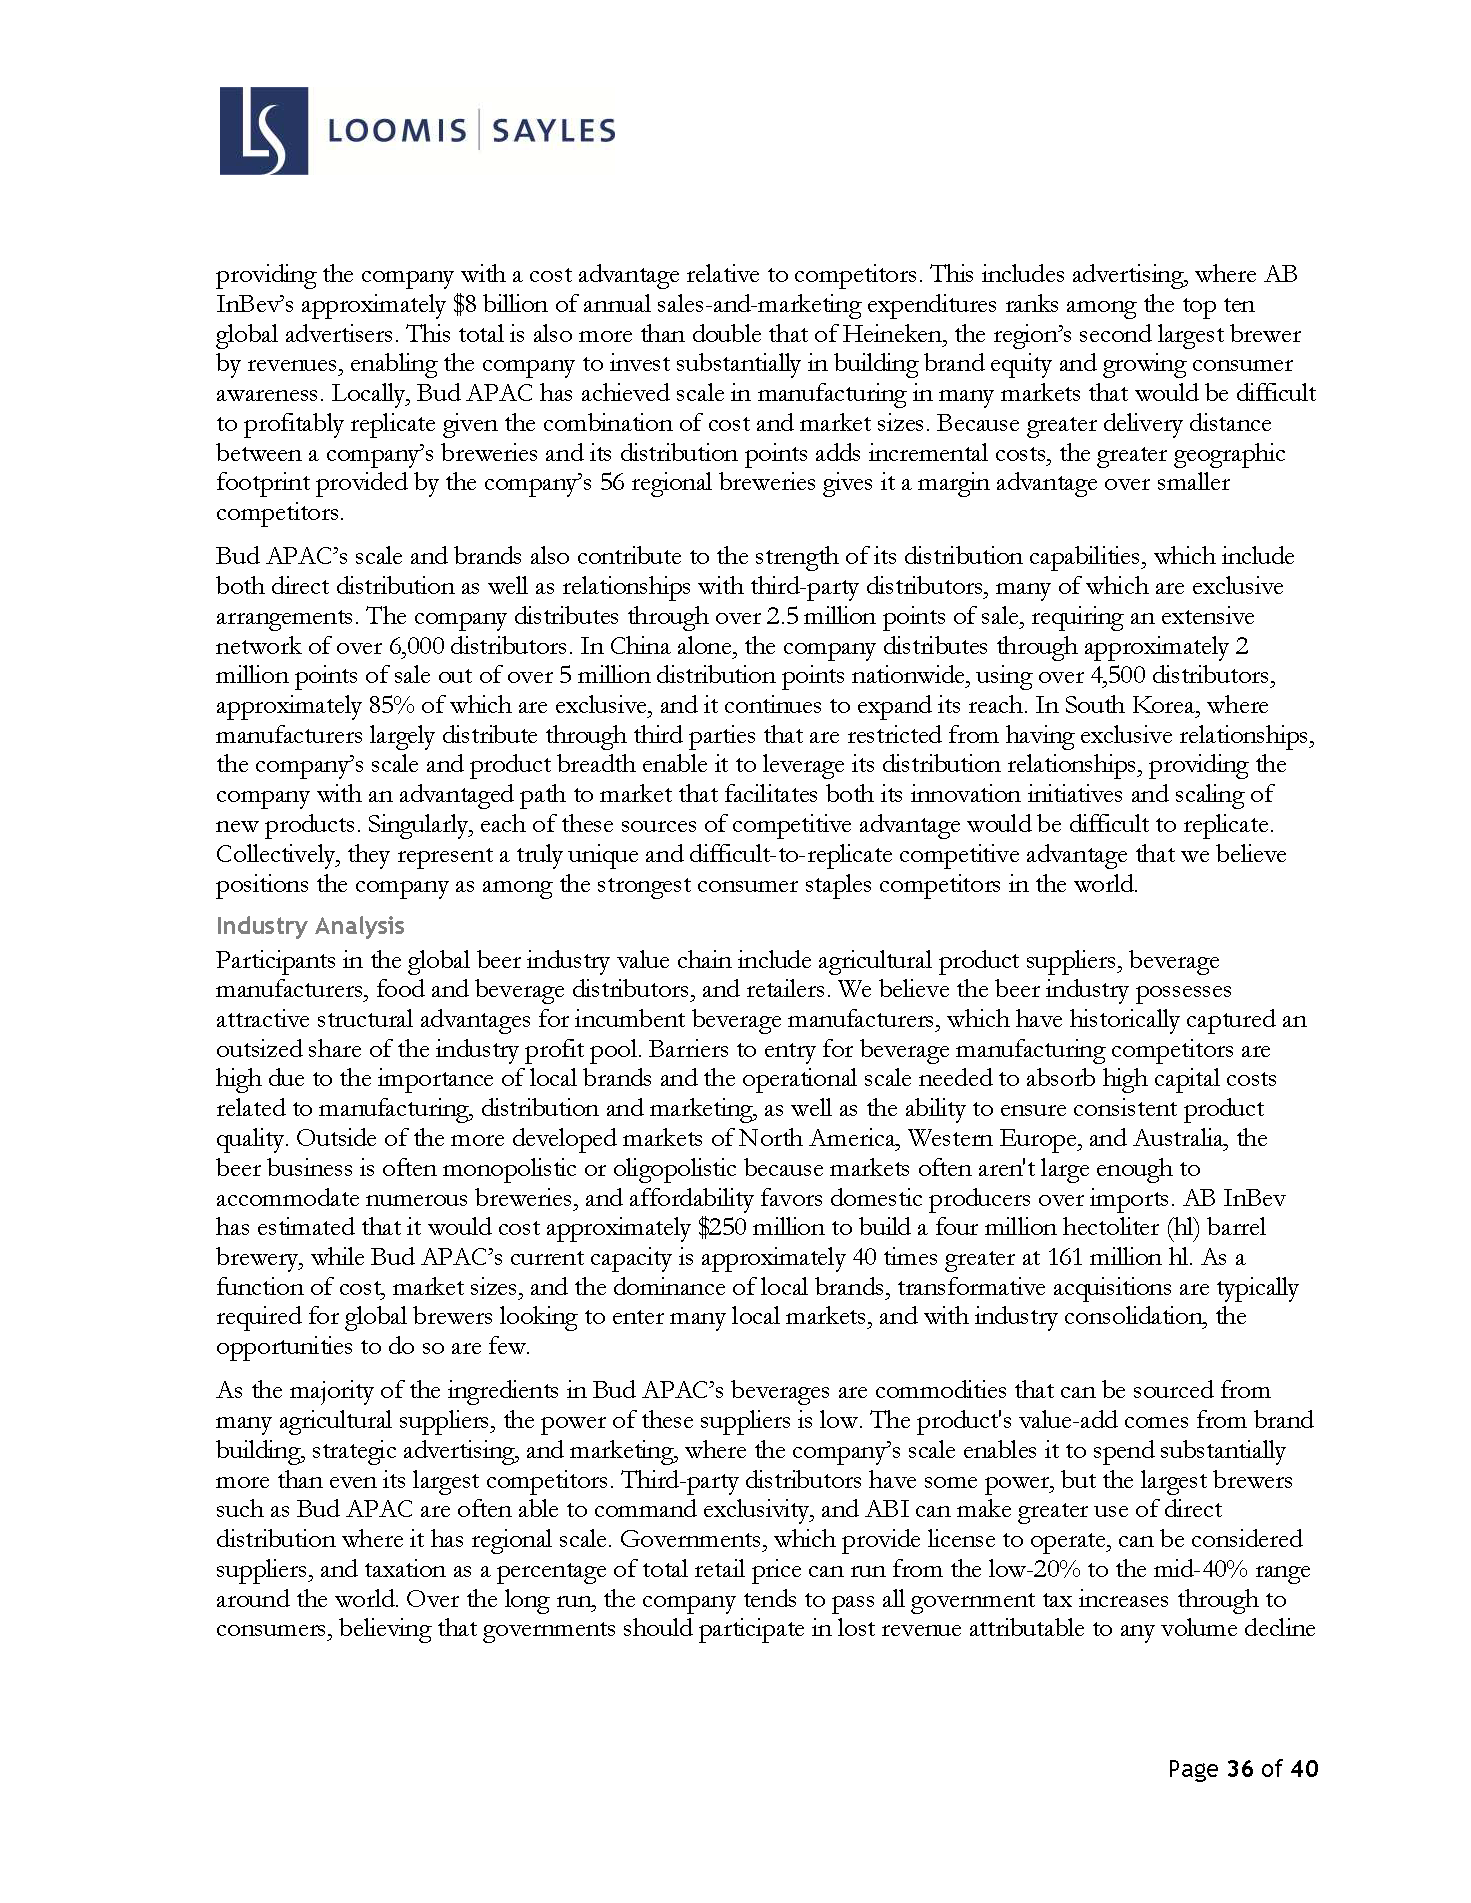 LS LOOMIS | SAYLES
providing the company with a cost advantage relative to competitors. This includes advertising, where AB
InBev’s approximately $8 billion of annual sales-and-marketing expenditures ranks among the top ten
global advertisers. This total is also more than double that of Heineken, the region’s second largest brewer
by revenues, enabling the company to invest substantially in building brand equity and growing consumer
awareness. Locally, Bud APAC has achieved scale in manufacturing in many markets that would be difficult
to profitably replicate given the combination of cost and market sizes. Because greater delivery distance
between a company’s breweries and its distribution points adds incremental costs, the greater geographic
footprint provided by the company’s 56 regional breweries gives it a margin advantage over smaller
competitors.
Bud APAC’s scale and brands also contribute to the strength of its distribution capabilities, which include
both direct distribution as well as relationships with third-party distributors, many of which are exclusive
arrangements. The company distributes through over 2.5 million points of sale, requiring an extensive
network of over 6,000 distributors. In China alone, the company distributes through approximately 2
million points of sale out of over 5 million distribution points nationwide, using over 4,500 distributors,
approximately 85% of which are exclusive, and it continues to expand its reach. In South Korea, where
manufacturers largely distribute through third parties that are restricted from having exclusive relationships,
the company’s scale and product breadth enable it to leverage its distribution relationships, providing the
company with an advantaged path to market that facilitates both its innovation initiatives and scaling of
new products. Singularly, each of these sources of competitive advantage would be difficult to replicate.
Collectively, they represent a truly unique and difficult-to-replicate competitive advantage that we believe
positions the company as among the strongest consumer staples competitors in the world.
Industry Analysis
Participants in the global beer industry value chain include agricultural product suppliers, beverage
manufacturers, food and beverage distributors, and retailers. We believe the beer industry possesses
attractive structural advantages for incumbent beverage manufacturers, which have historically captured an
outsized share of the industry profit pool. Barriers to entry for beverage manufacturing competitors are
high due to the importance of local brands and the operational scale needed to absorb high capital costs
related to manufacturing, distribution and marketing, as well as the ability to ensure consistent product
quality. Outside of the more developed markets of North America, Western Europe, and Australia, the
beer business is often monopolistic or oligopolistic because markets often aren't large enough to
accommodate numerous breweries, and affordability favors domestic producers over imports. AB InBev
has estimated that it would cost approximately $250 million to build a four million hectoliter (hl) barrel
brewery, while Bud APAC’s current capacity is approximately 40 times greater at 161 million hl. As a
function of cost, market sizes, and the dominance of local brands, transformative acquisitions are typically
required for global brewers looking to enter many local markets, and with industry consolidation, the
opportunities to do so are few.
As the majority of the ingredients in Bud APAC’s beverages are commodities that can be sourced from
many agricultural suppliers, the power of these suppliers is low. The product's value-add comes from brand
building, strategic advertising, and marketing, where the company’s scale enables it to spend substantially
more than even its largest competitors. Third-party distributors have some power, but the largest brewers
such as Bud APAC are often able to command exclusivity, and ABI can make greater use of direct
distribution where it has regional scale. Governments, which provide license to operate, can be considered
suppliers, and taxation as a percentage of total retail price can run from the low-20% to the mid-40% range
around the world. Over the long run, the company tends to pass all government tax increases through to
consumers, believing that governments should participate in lost revenue attributable to any volume decline
Page 36 of 40